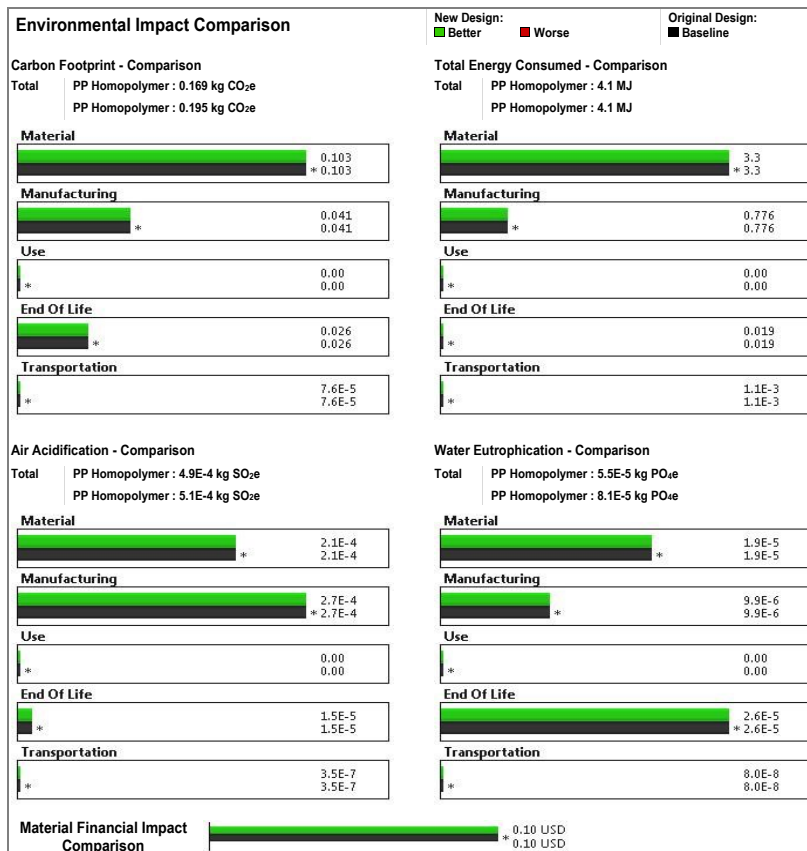 Environmental Impact Comparison
New Design:
Better Worse
Original Design:
Baseline
Carbon Footprint - Comparison
Total PP Homopolymer : 0.169 kg CO₂e
PP Homopolymer : 0.195 kg CO₂e
Material
0.103
* 0.103
Manufacturing
0.041
* 0.041
Use
0.00
* 0.00
End Of Life
0.026
* 0.026
Transportation
7.6E-5
* 7.6E-5
Total Energy Consumed - Comparison
Total PP Homopolymer : 4.1 MJ
PP Homopolymer : 4.1 MJ
Material
3.3
* 3.3
Manufacturing
0.776
* 0.776
Use
0.00
* 0.00
End Of Life
0.019
* 0.019
Transportation
1.1E-3
* 1.1E-3
Air Acidification - Comparison
Total PP Homopolymer : 4.9E-4 kg SO₂e
PP Homopolymer : 5.1E-4 kg SO₂e
Material
2.1E-4
* 2.1E-4
Manufacturing
2.7E-4
* 2.7E-4
Use
0.00
* 0.00
End Of Life
1.5E-5
* 1.5E-5
Transportation
3.5E-7
* 3.5E-7
Water Eutrophication - Comparison
Total PP Homopolymer : 5.5E-5 kg PO₄e
PP Homopolymer : 8.1E-5 kg PO₄e
Material
1.9E-5
* 1.9E-5
Manufacturing
9.9E-6
* 9.9E-6
Use
0.00
* 0.00
End Of Life
2.6E-5
* 2.6E-5
Transportation
8.0E-8
* 8.0E-8
Material Financial Impact
Comparison
0.10 USD
* 0.10 USD